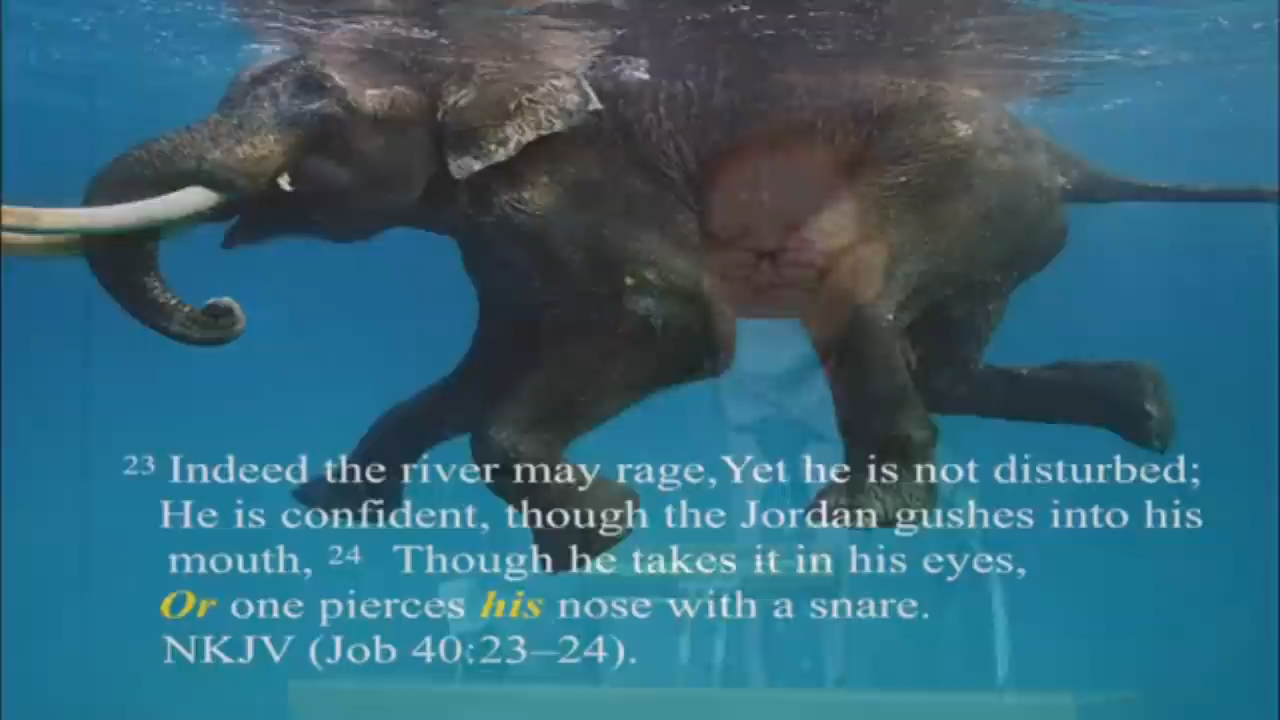 23 Indeed the river may rage, Yet he is not disturbed;
He is confident, though the Jordan gushes into his
mouth, 24 Though he takes it in his eyes,
Or one pierces his nose with a snare.
NKJV (Job 40:23–24).